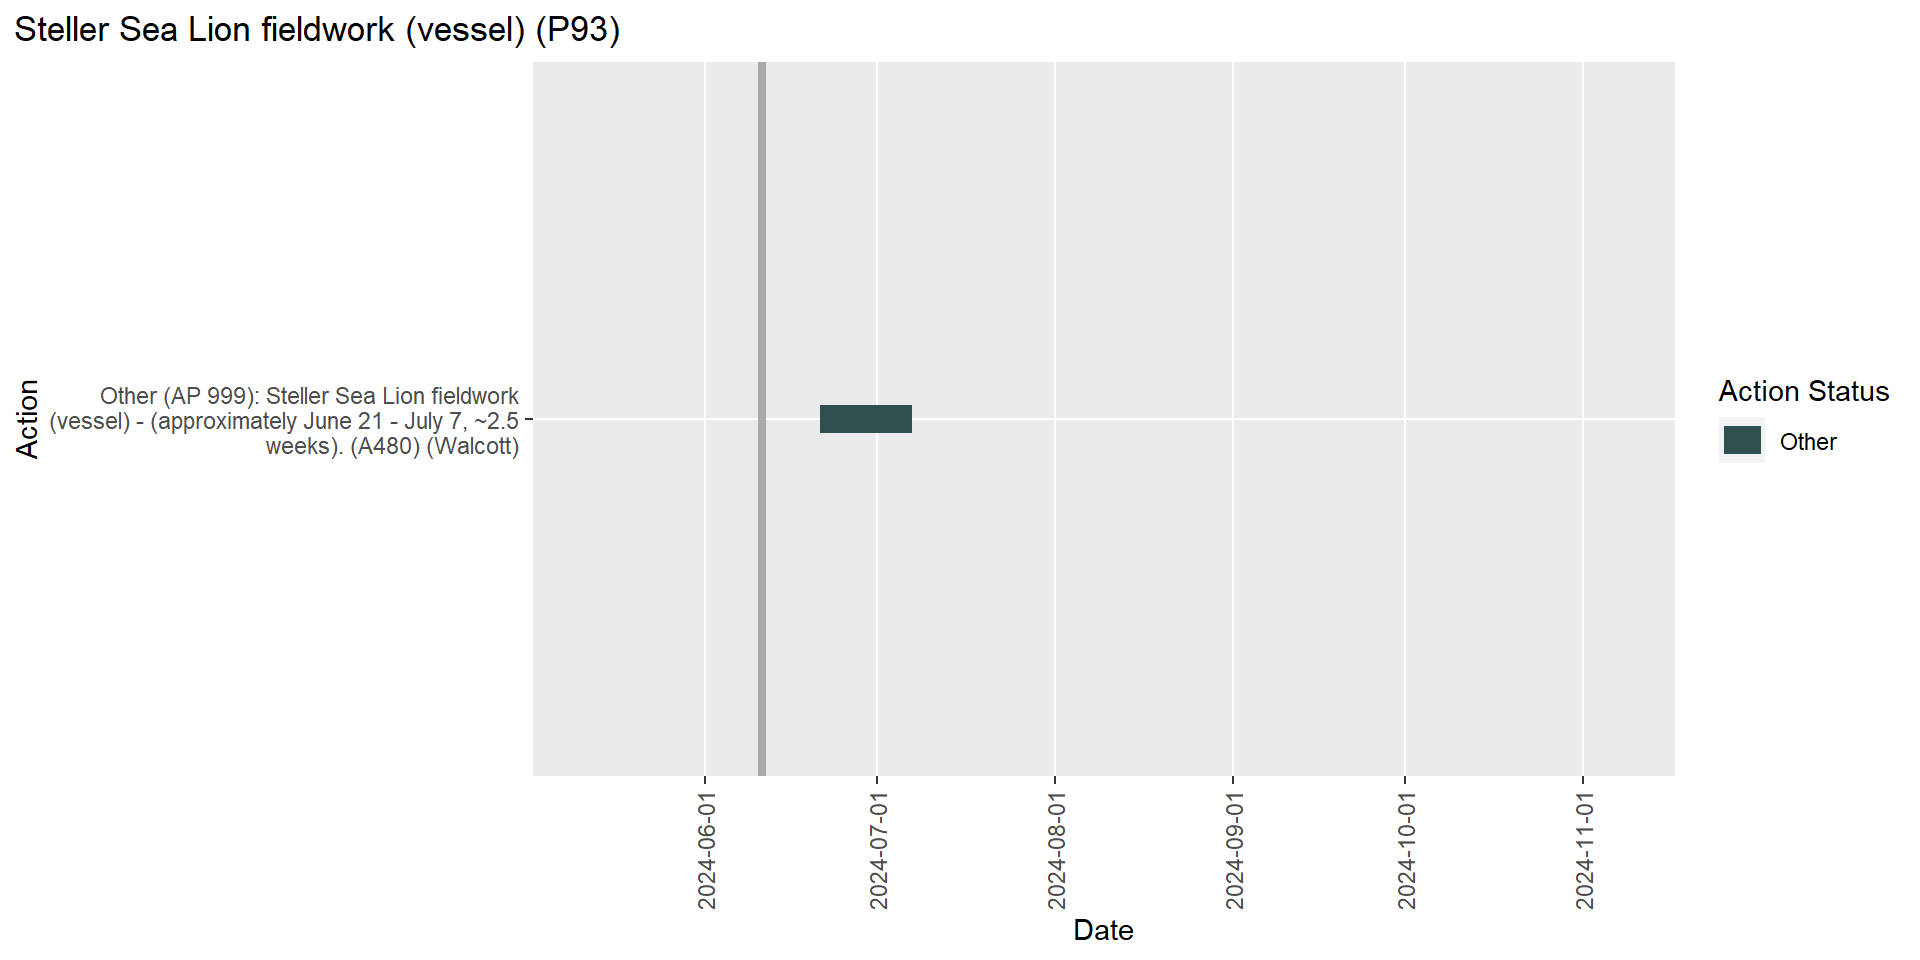 Steller Sea Lion fieldwork (vessel) (P93)
Action
Other (AP 999): Steller Sea Lion fieldwork
(vessel) - (approximately June 21 - July 7, ~2.5
weeks). (A480) (Walcott)
Action Status
Other
2024-06-01
2024-07-01
2024-08-01
2024-09-01
2024-10-01
2024-11-01
Date